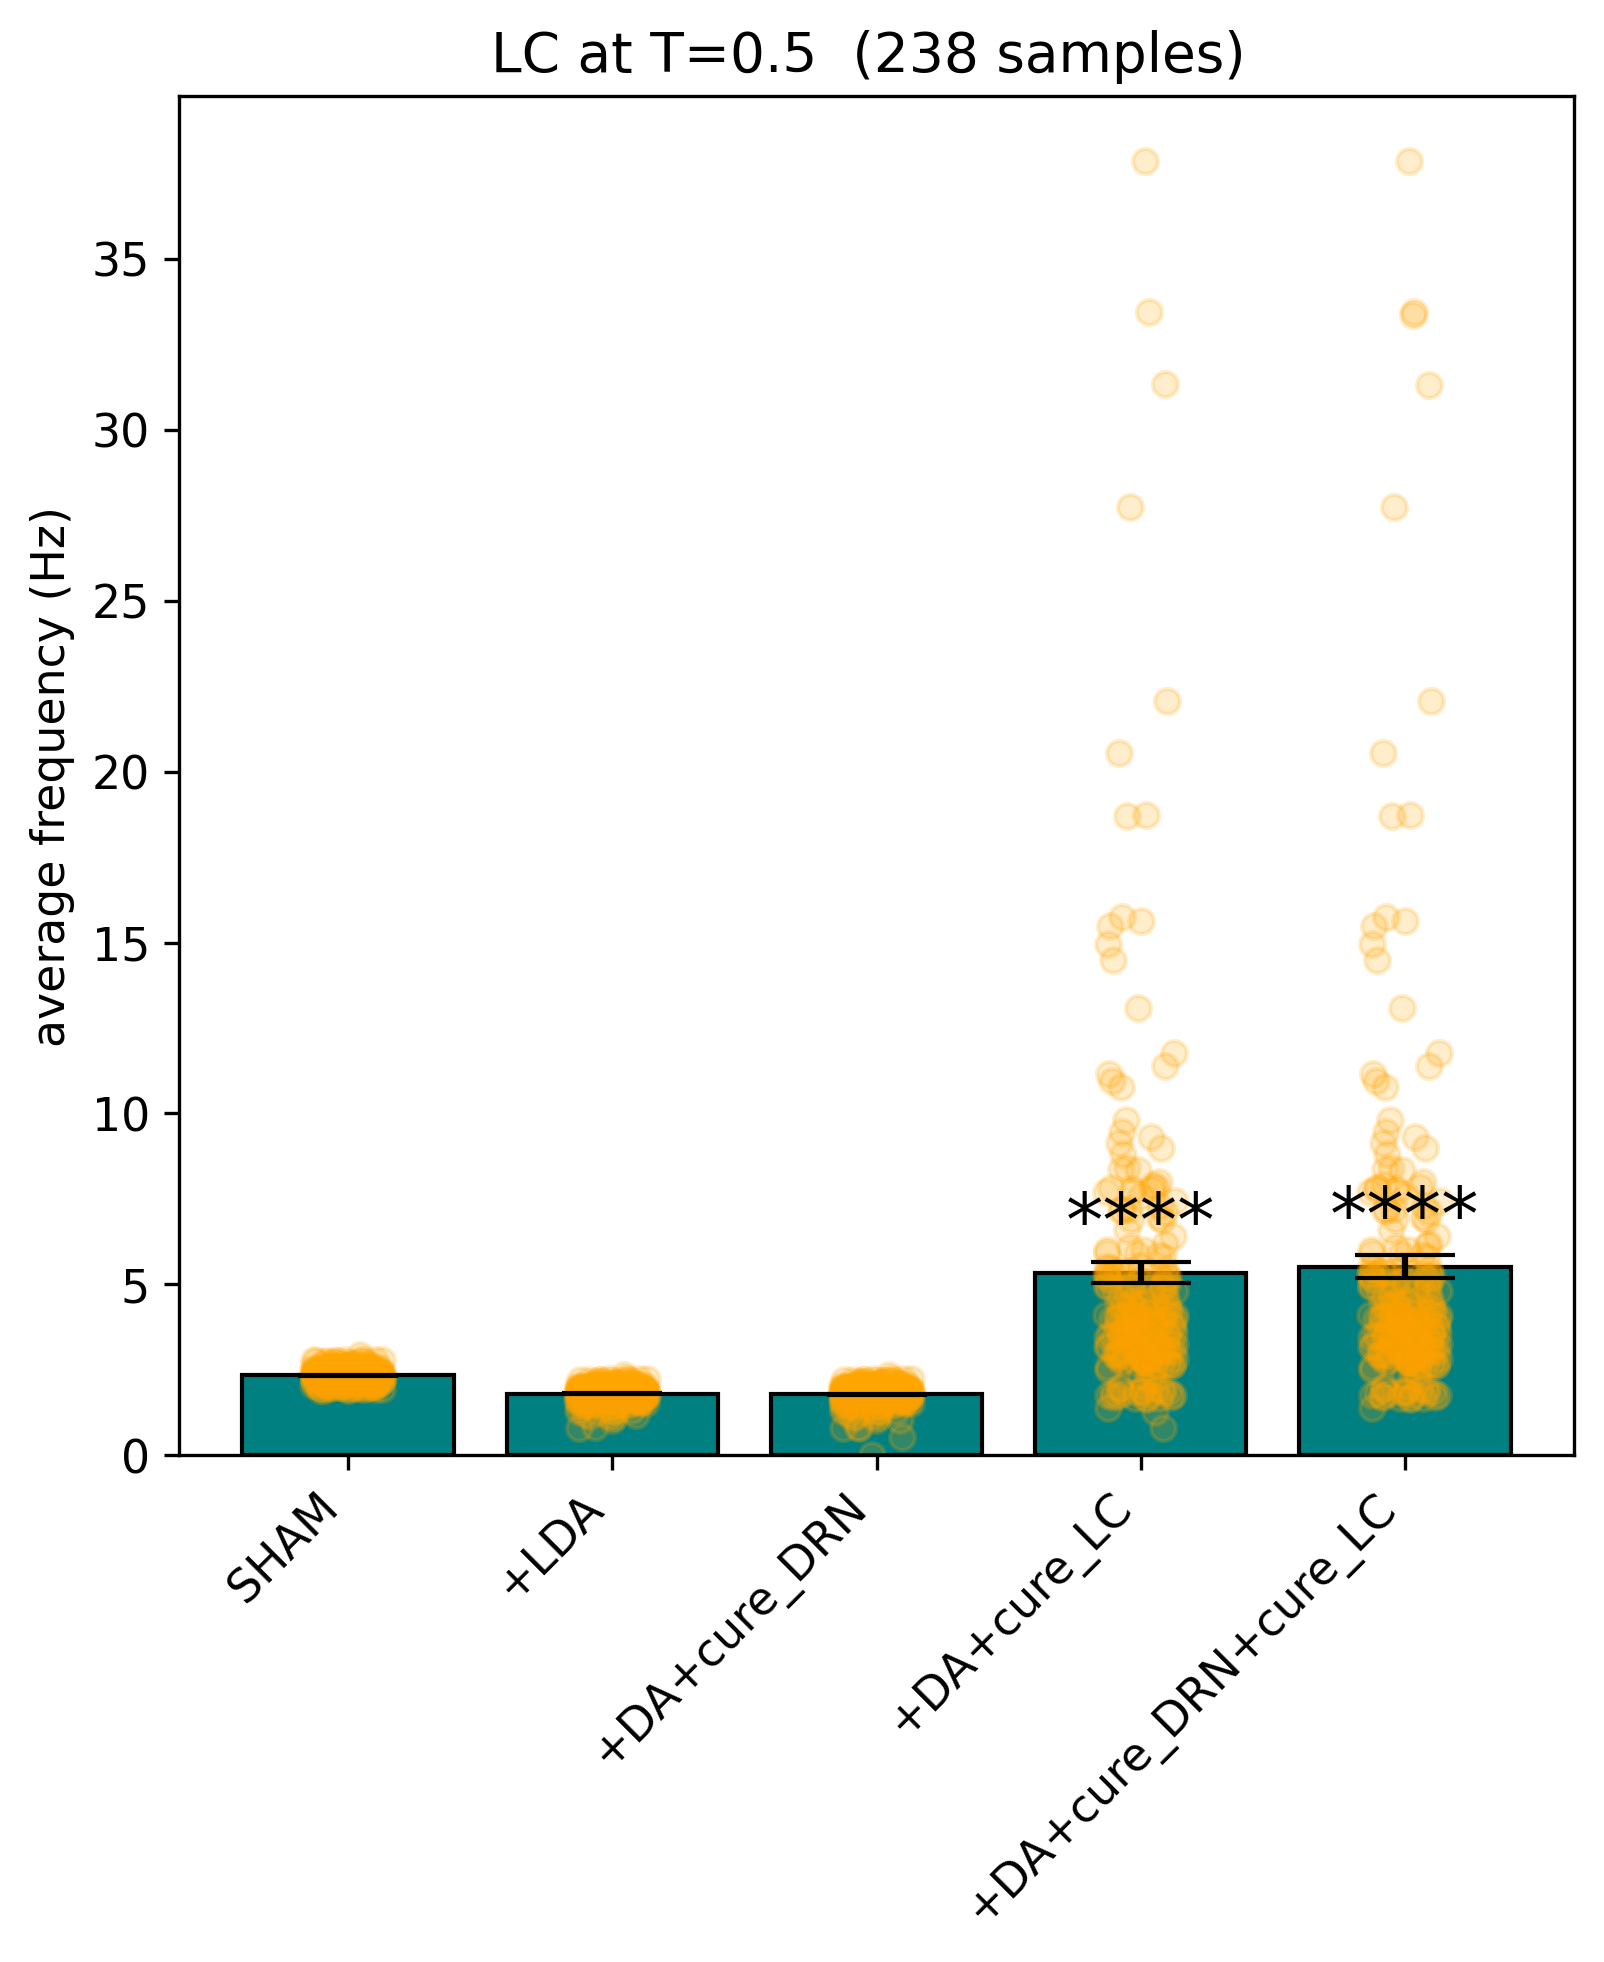 LC at T=0.5  (238 samples)
average frequency (Hz)
35
30
25
20
15
10
5
0
****
****
SHAM
+LDA
+DA+cure_DRN
+DA+cure_LC
+DA+cure_DRN+cure_LC